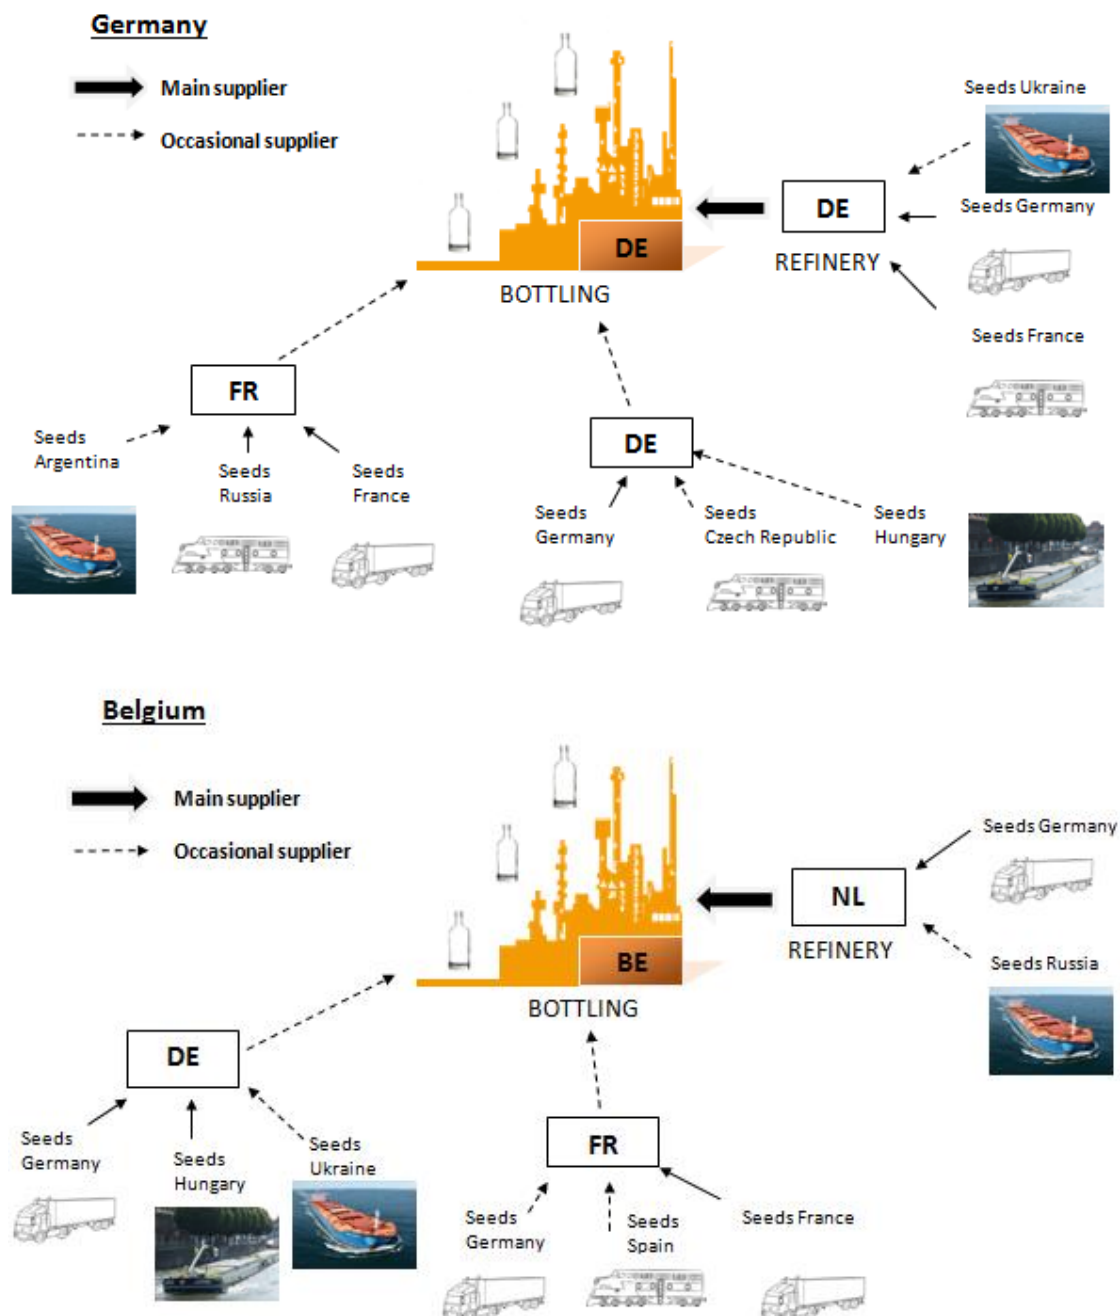 Germany
Main supplier
Occasional supplier
Seeds Ukraine
DE
Seeds Germany
DE
REFINERY
BOTTLING
Seeds France
FR
DE
Seeds
Argentina
Seeds
Russia
Seeds
France
Seeds
Germany
Seeds
Czech Republic
Seeds
Hungary
Belgium
Main supplier
Occasional supplier
Seeds Germany
NL
REFINERY
BE
BOTTLING
Seeds Russia
DE
FR
Seeds
Germany
Seeds
Hungary
Seeds
Ukraine
Seeds
Germany
Seeds
Spain
Seeds France